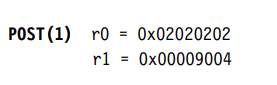 POST(1) r0 = 0x02020202
r1 = 0x00009004